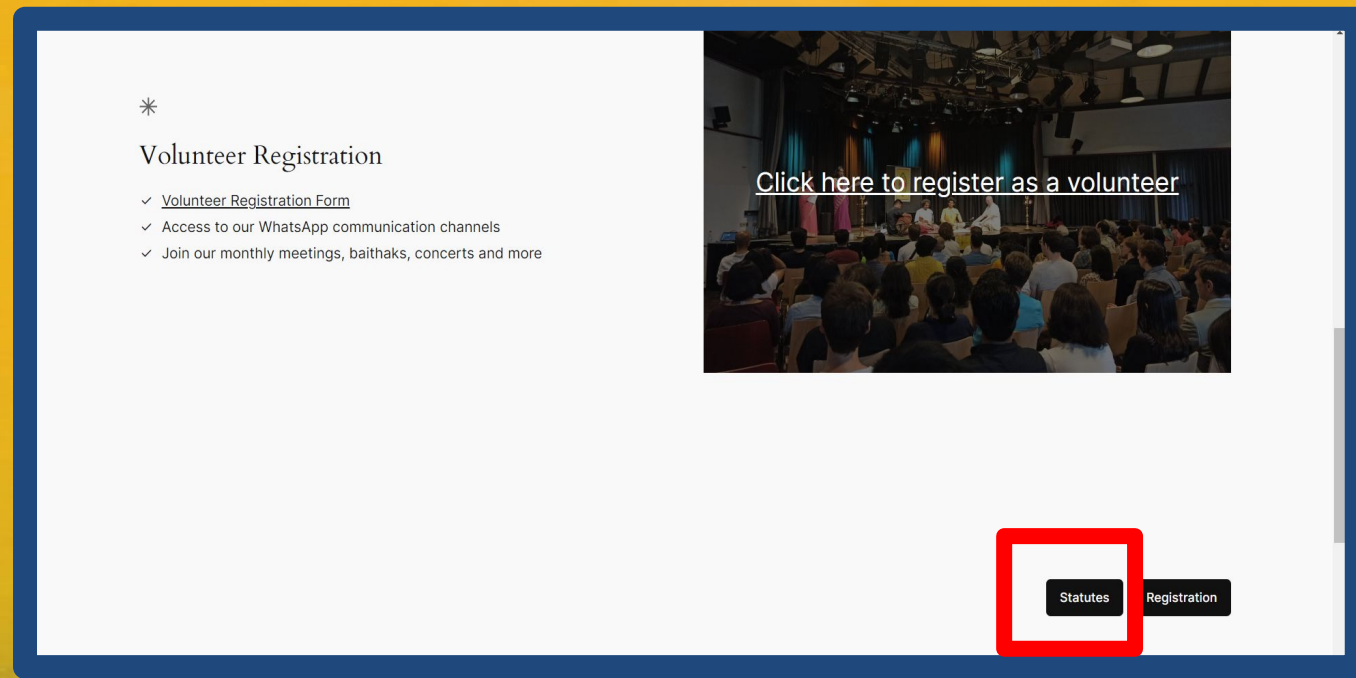 Volunteer Registration
Volunteer Registration Form
Access to our WhatsApp communication channels
Join our monthly meetings, baithaks, concerts and more
Click here to register as a volunteer
Statutes
Registration